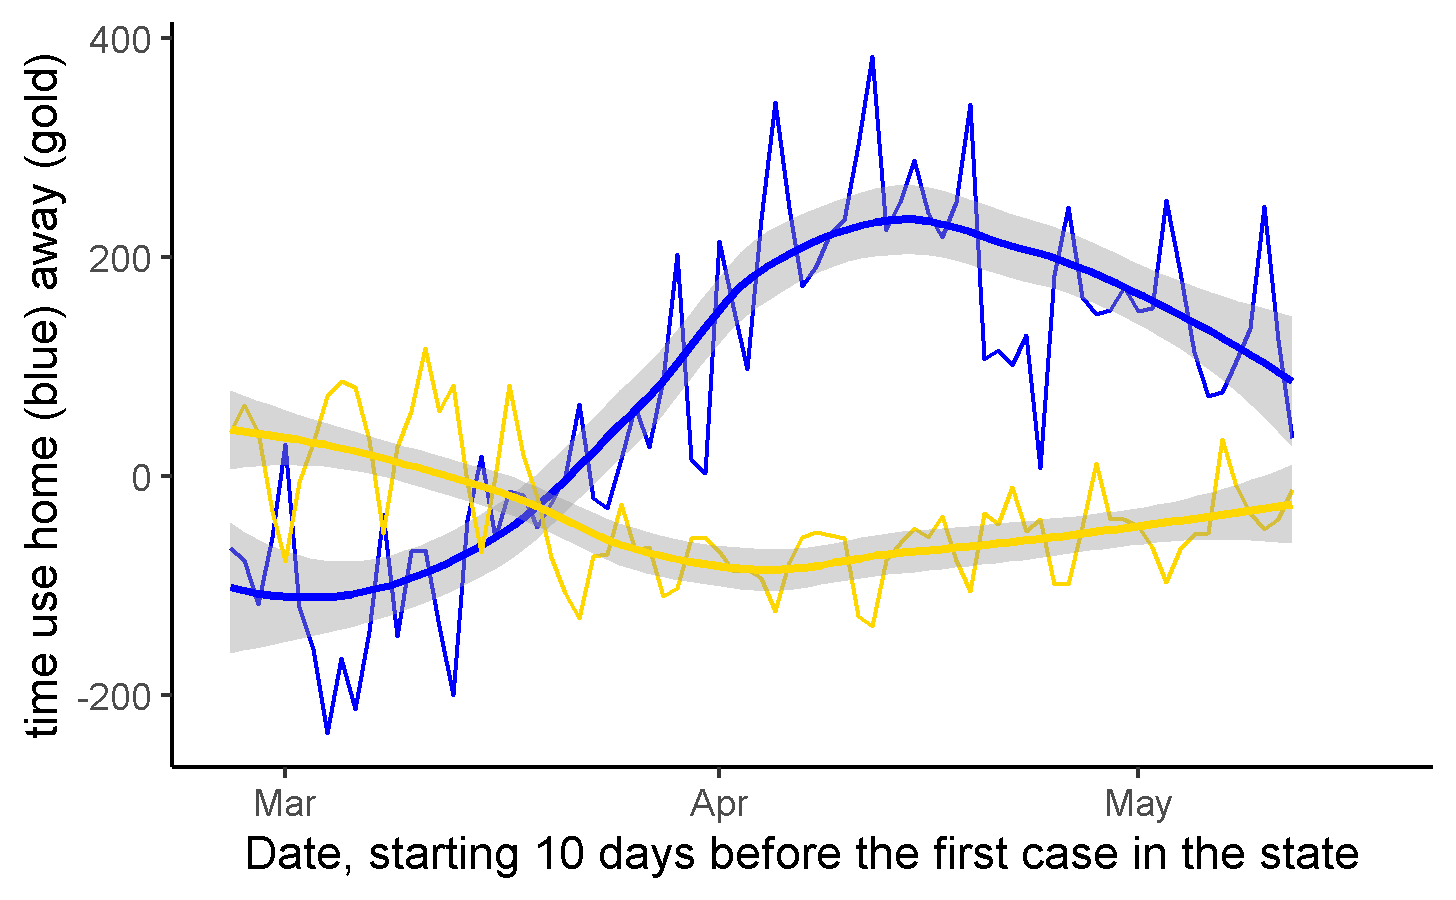 time use home (blue) away (gold)
400
200
0
-200
Mar
Apr
May
Date, starting 10 days before the first case in the state